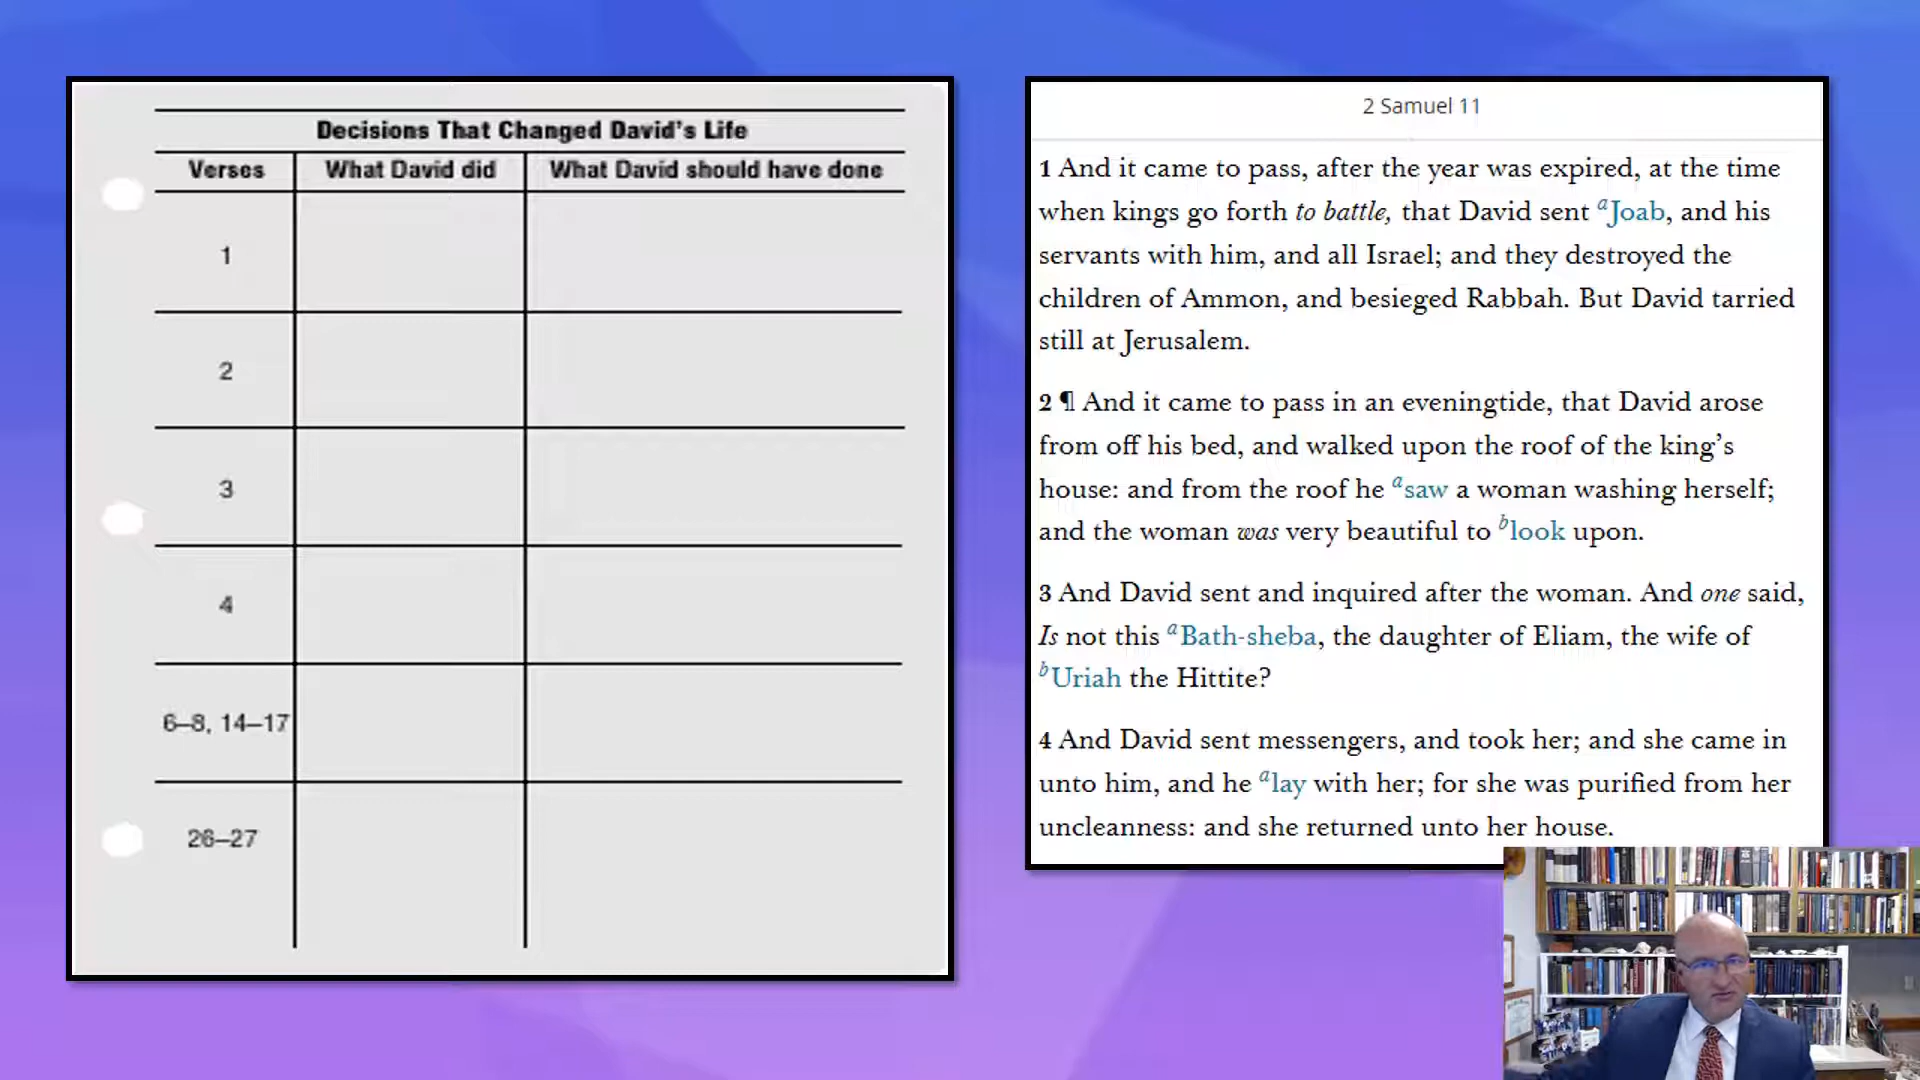 Decisions That Changed David's Life
Verses What David did What David should have done
1
2
3
4
6–8, 14–17
26–27
2 Samuel 11
1 And it came to pass, after the year was expired, at the time
when kings go forth to battle, that David sent aJoab, and his
servants with him, and all Israel; and they destroyed the
children of Ammon, and besieged Rabbah. But David tarried
still at Jerusalem.
2 ¶ And it came to pass in an eveningtide, that David arose
from off his bed, and walked upon the roof of the king's
house: and from the roof he asaw a woman washing herself;
and the woman was very beautiful to blook upon.
3 And David sent and inquired after the woman. And one said,
Is not this aBath-sheba, the daughter of Eliam, the wife of
bUriah the Hittite?
4 And David sent messengers, and took her; and she came in
unto him, and he alay with her; for she was purified from her
uncleanness: and she returned unto her house.